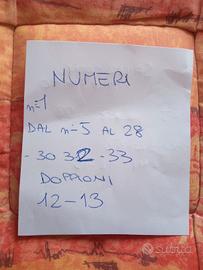 NUMERI
n=1
DAL n=5 AL 28
- 30 32 - 33
DOPPIONI
12-13
subito